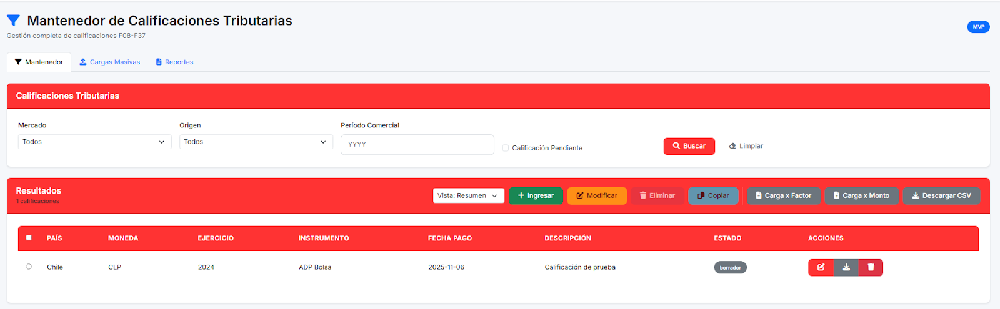 Mantenedor de Calificaciones Tributarias
Gestión completa de calificaciones F08-F37
MVP
Mantenedor Cargas Masivas Reportes
Calificaciones Tributarias
Mercado Origen Período Comercial
Todos Todos YYYY Calificación Pendiente Buscar Limpiar
Resultados
1 calificaciones
Vista: Resumen Ingresar Modificar Eliminar Copiar Carga x Factor Carga x Monto Descargar CSV
PAÍS MONEDA EJERCICIO INSTRUMENTO FECHA PAGO DESCRIPCIÓN ESTADO ACCIONES
Chile CLP 2024 ADP Bolsa 2025-11-06 Calificación de prueba borrador